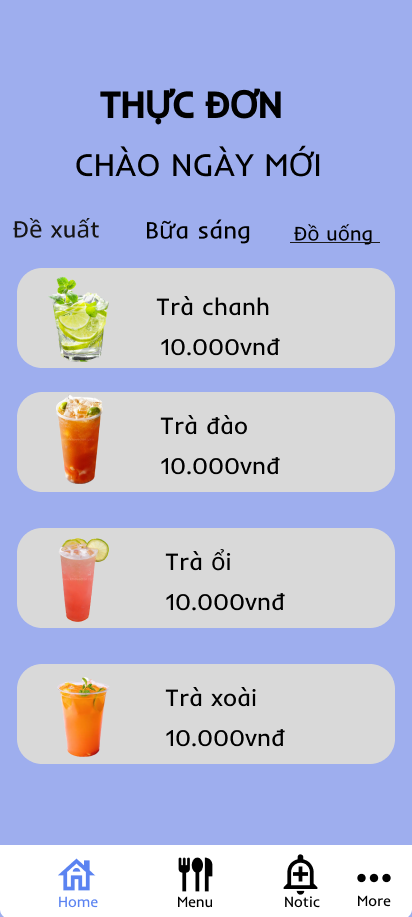 THỰC ĐƠN
CHÀO NGÀY MỚI
Đề xuất
Bữa sáng
Đồ uống
Trà chanh
10.000vnđ
Trà đào
10.000vnđ
Trà ổi
10.000vnđ
Trà xoài
10.000vnđ
Home
Menu
Notic
More